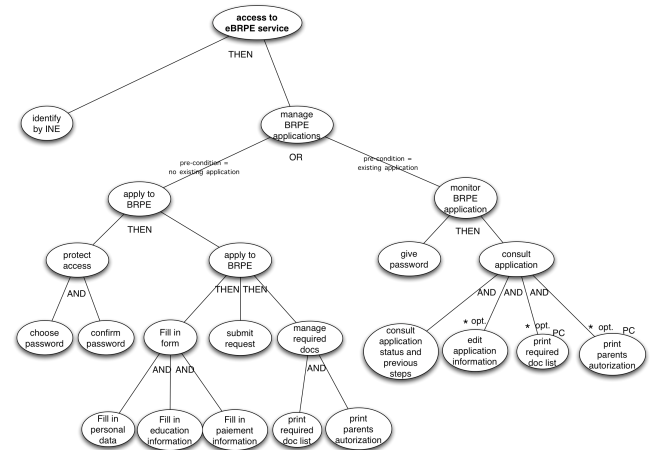 access to
eBRPE service
THEN
identify
by INE
manage
BRPE
applications
OR
pre-condition =
no existing application
pre-condition =
existing application
apply to
BRPE
THEN
monitor
BRPE
application
THEN
protect
access
AND
apply to
BRPE
THEN THEN
give
password
consult
application
AND AND AND
choose
password
confirm
password
Fill in
form
AND AND
submit
request
manage
required
docs
AND
consult
application
status and
previous
steps
* opt.
edit
application
information
* opt. PC
print
required
doc list
* opt. PC
print
parents
autorization
Fill in
personal
data
Fill in
education
information
Fill in
paiement
information
print
required
doc list
print
parents
autorization